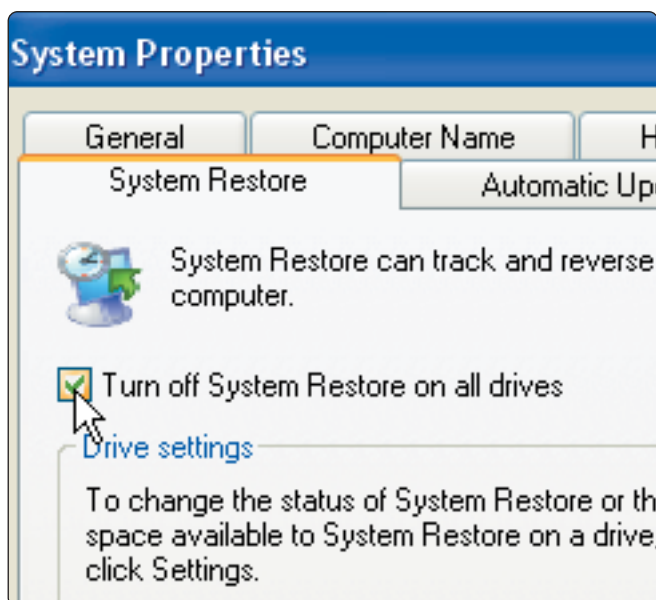 System Properties
General Computer Name H
System Restore Automatic Up
System Restore can track and reverse
computer.
Turn off System Restore on all drives
Drive settings
To change the status of System Restore or th
space available to System Restore on a drive,
click Settings.